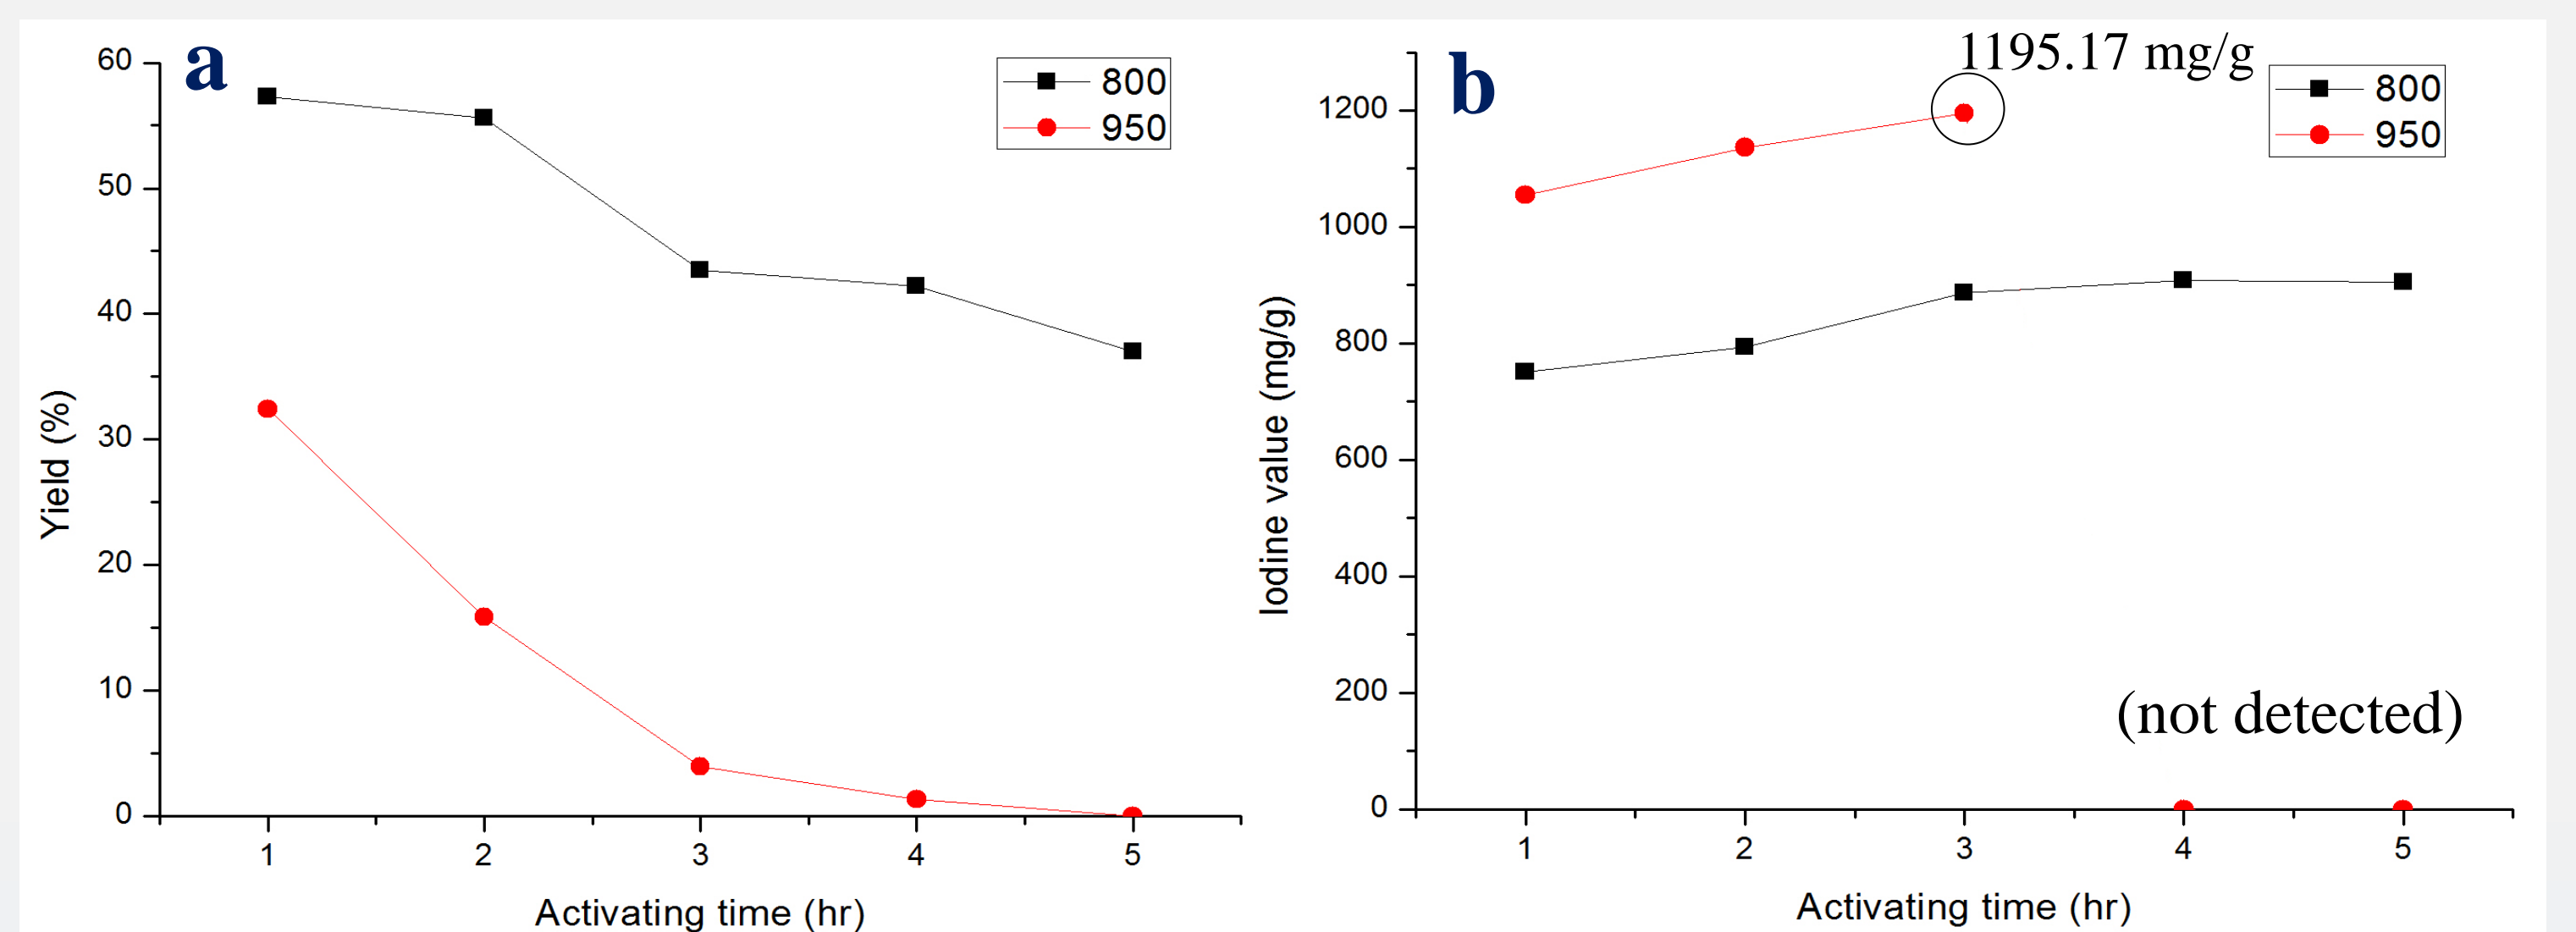 a
60
50
40
30
20
10
0
Yield (%)
1 2 3 4 5
Activating time (hr)
800
950
b
1195.17 mg/g
1200
1000
800
600
400
200
0
Iodine value (mg/g)
1 2 3 4 5
Activating time (hr)
800
950
(not detected)